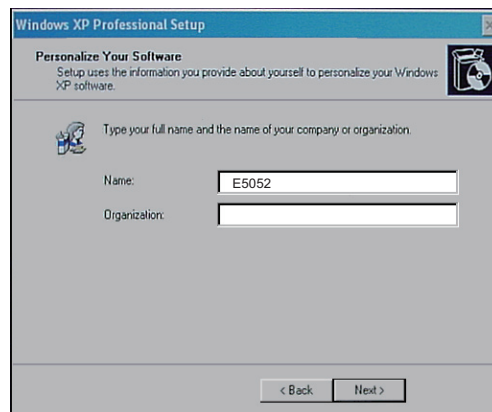 Windows XP Professional Setup
Personalize Your Software
Setup uses the information you provide about yourself to personalize your Windows
XP software.
Type your full name and the name of your company or organization.
Name: E5052
Organization:
< Back Next >